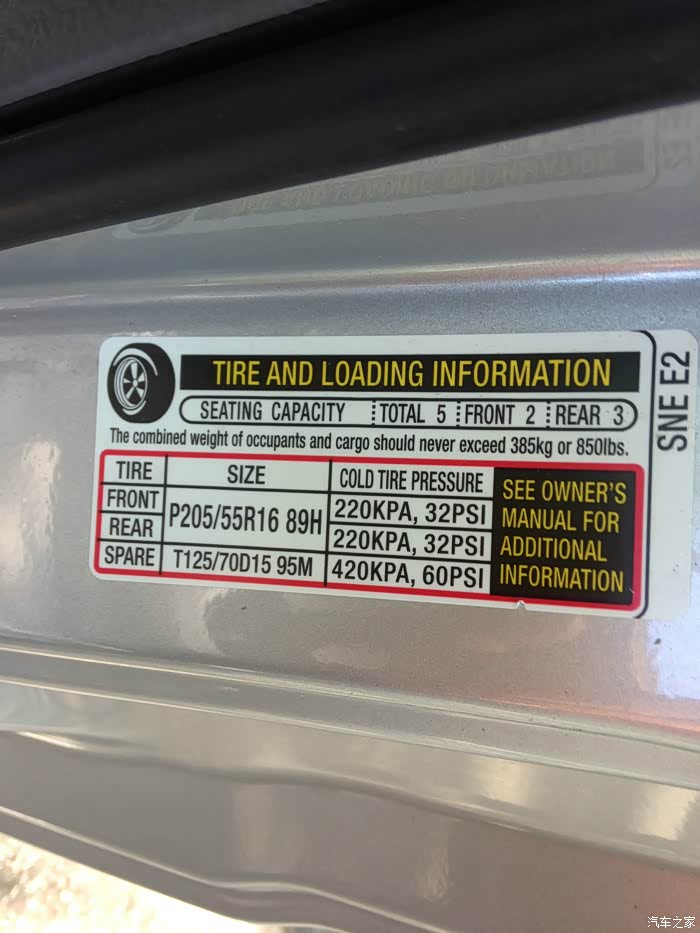 TIRE AND LOADING INFORMATION
SEATING CAPACITY TOTAL 5 FRONT 2 REAR 3
The combined weight of occupants and cargo should never exceed 385kg or 850lbs.
TIRE SIZE COLD TIRE PRESSURE
FRONT P205/55R16 89H 220KPA, 32PSI
REAR 220KPA, 32PSI
SPARE T125/70D15 95M 420KPA, 60PSI
SEE OWNER'S
MANUAL FOR
ADDITIONAL
INFORMATION
SNE E2
汽车之家